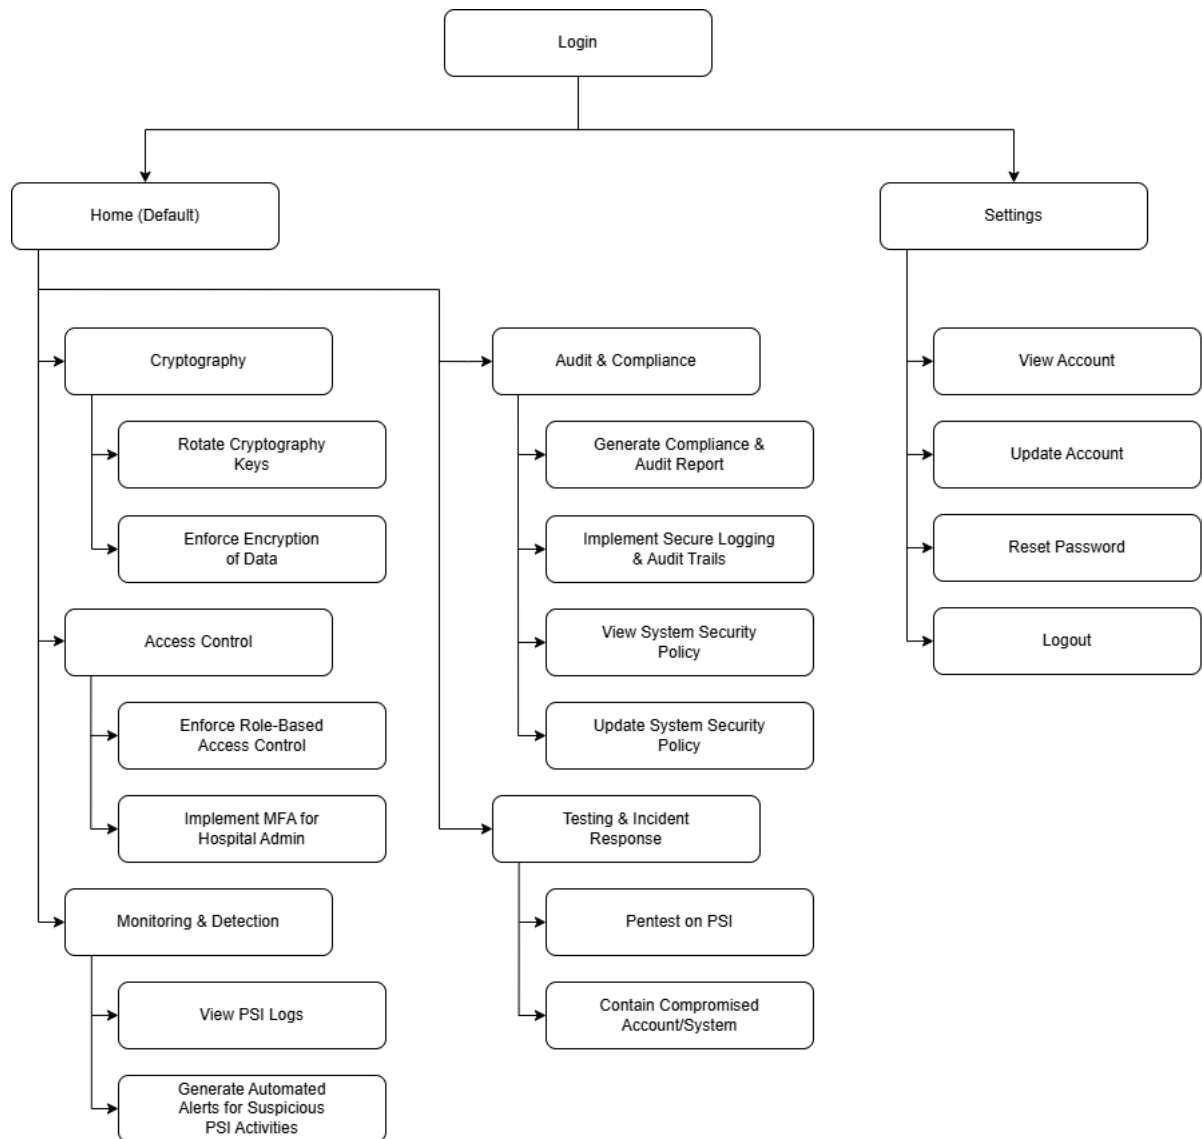 Login
Home (Default)
Settings
Cryptography
Rotate Cryptography
Keys
Enforce Encryption
of Data
Access Control
Enforce Role-Based
Access Control
Implement MFA for
Hospital Admin
Monitoring & Detection
View PSI Logs
Generate Automated
Alerts for Suspicious
PSI Activities
Audit & Compliance
Generate Compliance &
Audit Report
Implement Secure Logging
& Audit Trails
View System Security
Policy
Update System Security
Policy
Testing & Incident
Response
Pentest on PSI
Contain Compromised
Account/System
View Account
Update Account
Reset Password
Logout